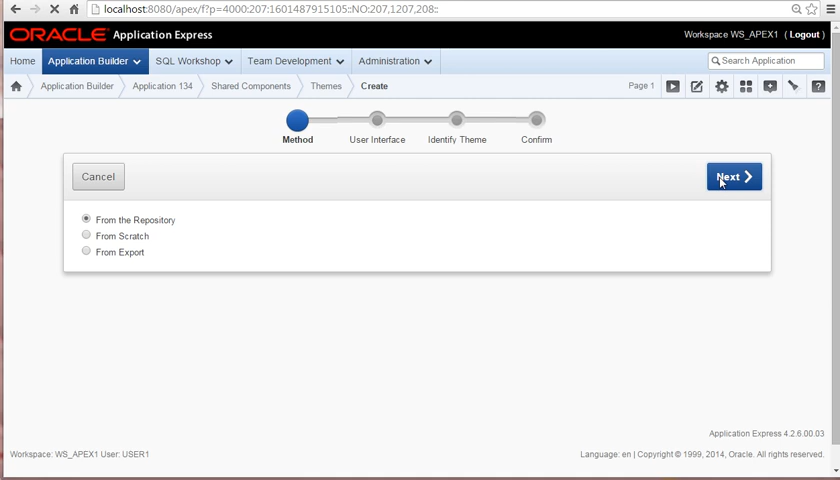 localhost:8080/apex/f?p=4000:207:1601487915105::NO:207,1207,208::
ORACLE Application Express Workspace WS_APEX1 ( Logout )
Home Application Builder SQL Workshop Team Development Administration Search Application
Application Builder Application 134 Shared Components Themes Create Page 1
Method User Interface Identify Theme Confirm
Cancel Next
From the Repository
From Scratch
From Export
Application Express 4.2.6.00.03
Workspace: WS_APEX1 User: USER1 Language: en | Copyright © 1999, 2014, Oracle. All rights reserved.